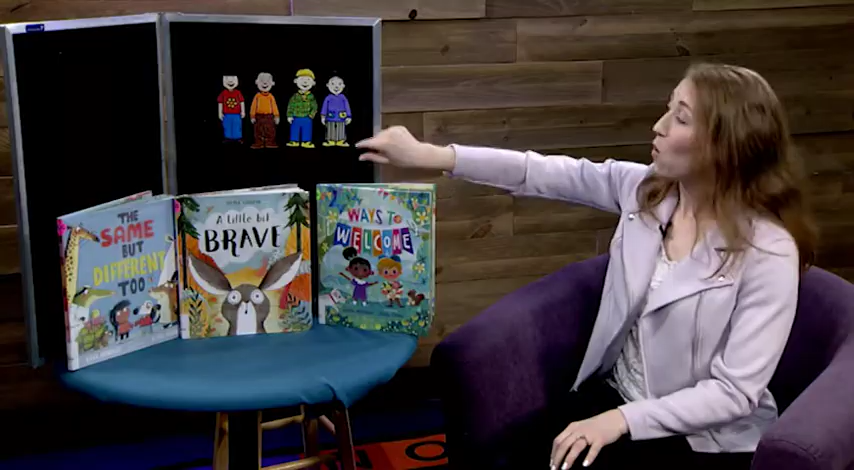 THE
SAME
BUT
DIFFERENT
TOO
A little bit
BRAVE
WAYS TO
WELCOME